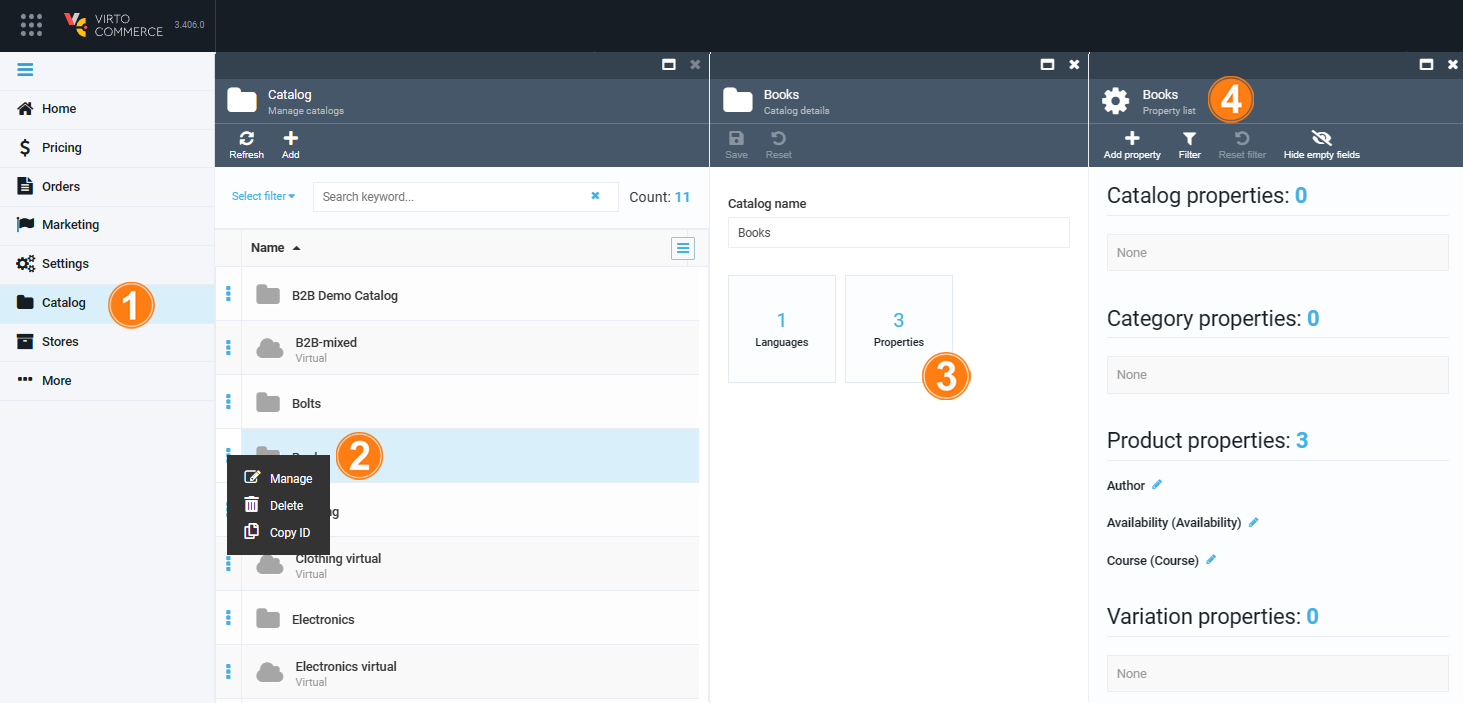 VIRTO
COMMERCE
3.406.0
Home
Pricing
Orders
Marketing
Settings
Catalog
1
Stores
More
Catalog
Manage catalogs
Refresh
Add
Select filter
Search keyword...
Count: 11
Name
B2B Demo Catalog
B2B-mixed
Virtual
Bolts
2
Manage
Delete
Copy ID
Clothing virtual
Virtual
Electronics
Electronics virtual
Virtual
Books
Catalog details
Save
Reset
Catalog name
Books
1
Languages
3
Properties
3
Books
Property list
4
Add property
Filter
Reset filter
Hide empty fields
Catalog properties: 0
None
Category properties: 0
None
Product properties: 3
Author
Availability (Availability)
Course (Course)
Variation properties: 0
None